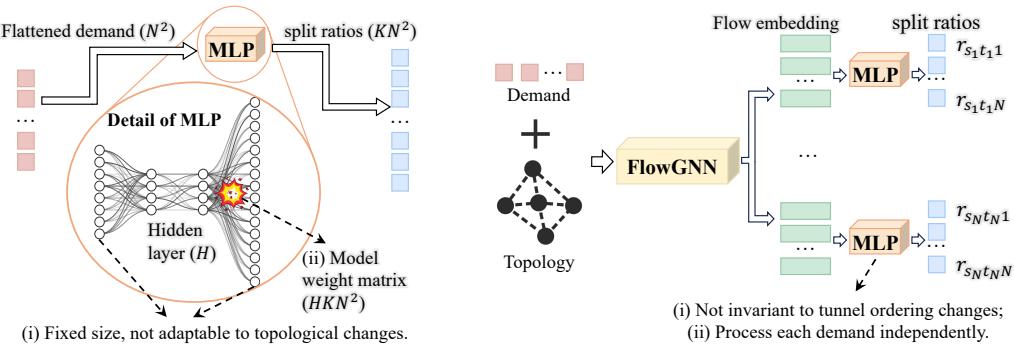 Flattened demand (N²)
MLP
split ratios (KN²)
...
...
Detail of MLP
Hidden
layer (H)
(ii) Model
weight matrix
(HKN²)
(i) Fixed size, not adaptable to topological changes.
...
Demand
+
Topology
FlowGNN
Flow embedding
split ratios
...
MLP
...
r_{s₁t₁}1
r_{s₁t₁}N
...
...
MLP
...
r_{s_Nt_N}1
r_{s_Nt_N}N
(i) Not invariant to tunnel ordering changes;
(ii) Process each demand independently.